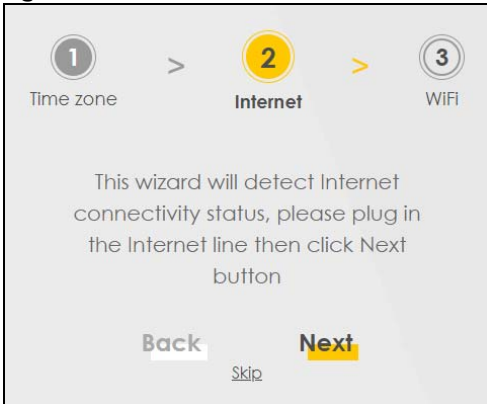 1 > 2 > 3
Time zone Internet WiFi
This wizard will detect Internet
connectivity status, please plug in
the Internet line then click Next
button
Back Next
Skip